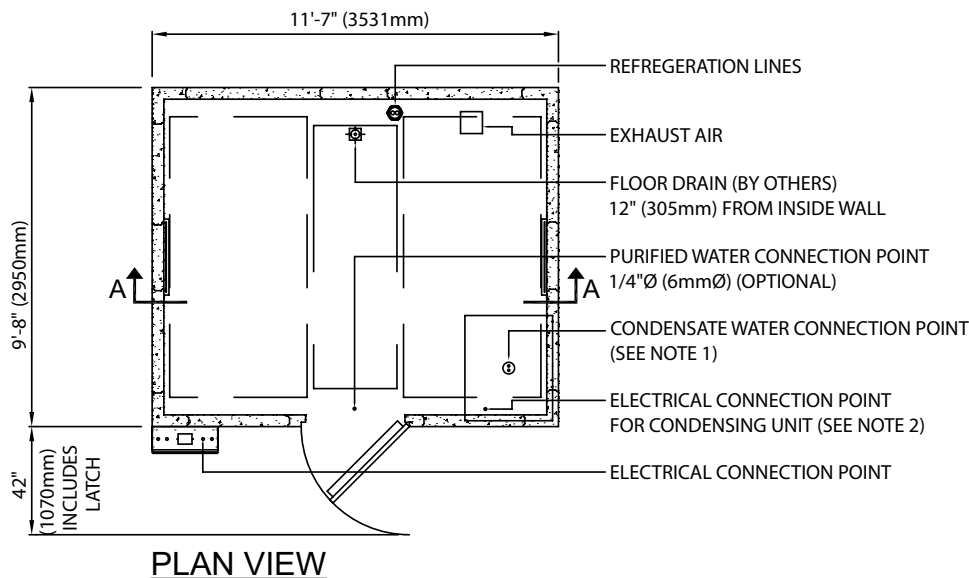 11'-7" (3531mm)
REFREGERATION LINES
EXHAUST AIR
FLOOR DRAIN (BY OTHERS)
12" (305mm) FROM INSIDE WALL
PURIFIED WATER CONNECTION POINT
1/4"Ø (6mmØ) (OPTIONAL)
9'-8" (2950mm)
A
A
CONDENSATE WATER CONNECTION POINT
(SEE NOTE 1)
ELECTRICAL CONNECTION POINT
FOR CONDENSING UNIT (SEE NOTE 2)
ELECTRICAL CONNECTION POINT
42"
(1070mm)
INCLUDES
LATCH
PLAN VIEW